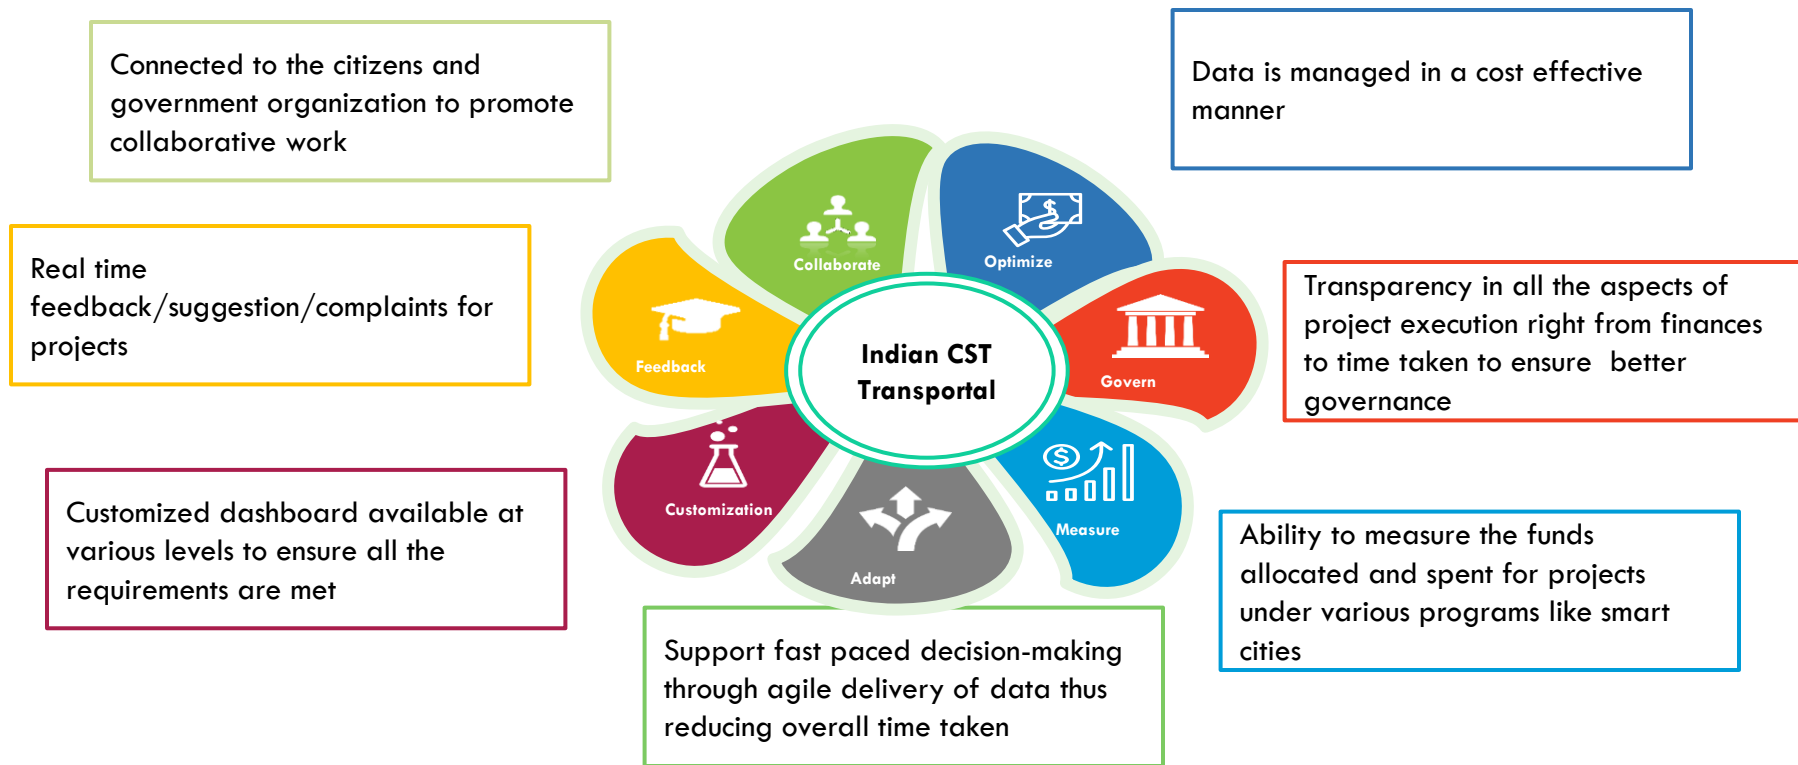 Connected to the citizens and
government organization to promote
collaborative work
Data is managed in a cost effective
manner
Real time
feedback/suggestion/complaints for
projects
Transparency in all the aspects of
project execution right from finances
to time taken to ensure better
governance
Customized dashboard available at
various levels to ensure all the
requirements are met
Ability to measure the funds
allocated and spent for projects
under various programs like smart
cities
Support fast paced decision-making
through agile delivery of data thus
reducing overall time taken
Collaborate
Optimize
Feedback
Govern
Customization
Measure
Adapt
Indian CST
Transportal
$
$